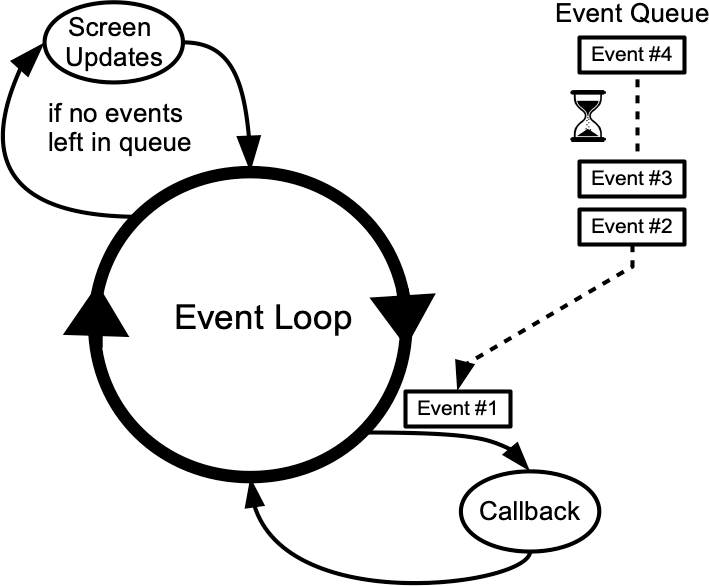 Screen
Updates
if no events
left in queue
Event Queue
Event #4
Event #3
Event #2
Event Loop
Event #1
Callback